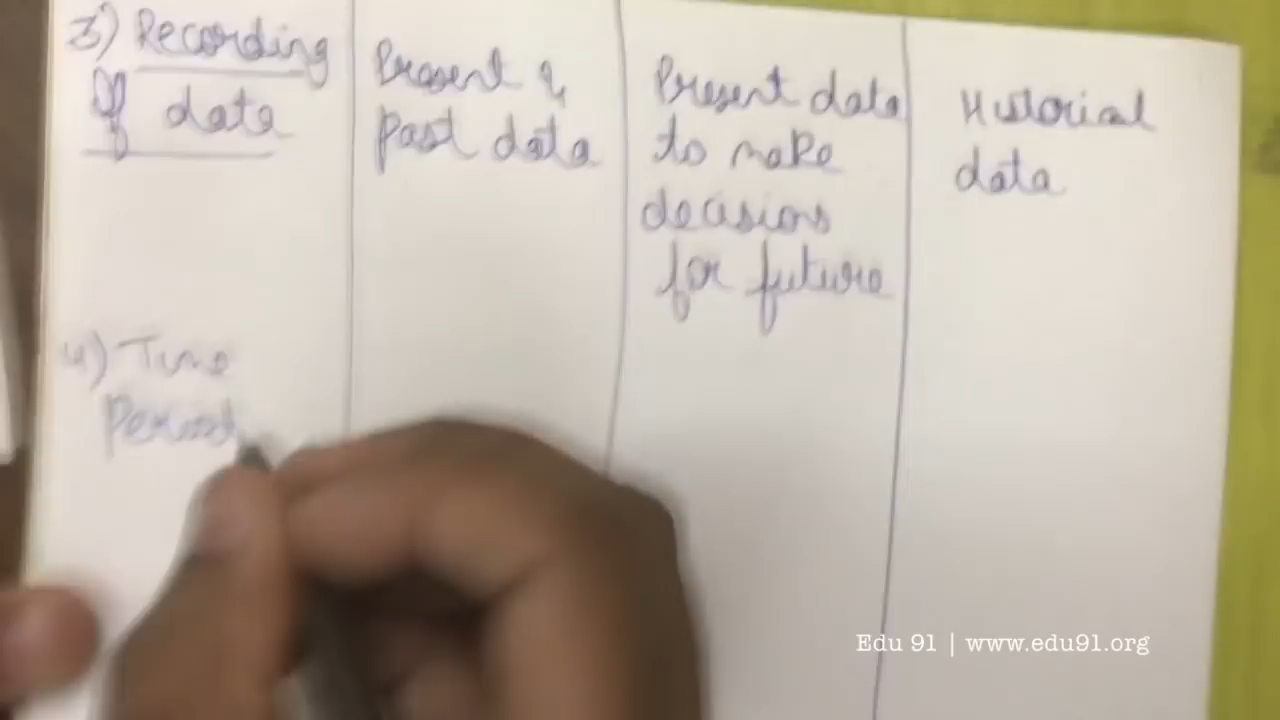 3) Recording
of data
Present &
past data
Present data
to make
decisions
for future
Historical
data
4) Time
Period
Edu 91 | www.edu91.org